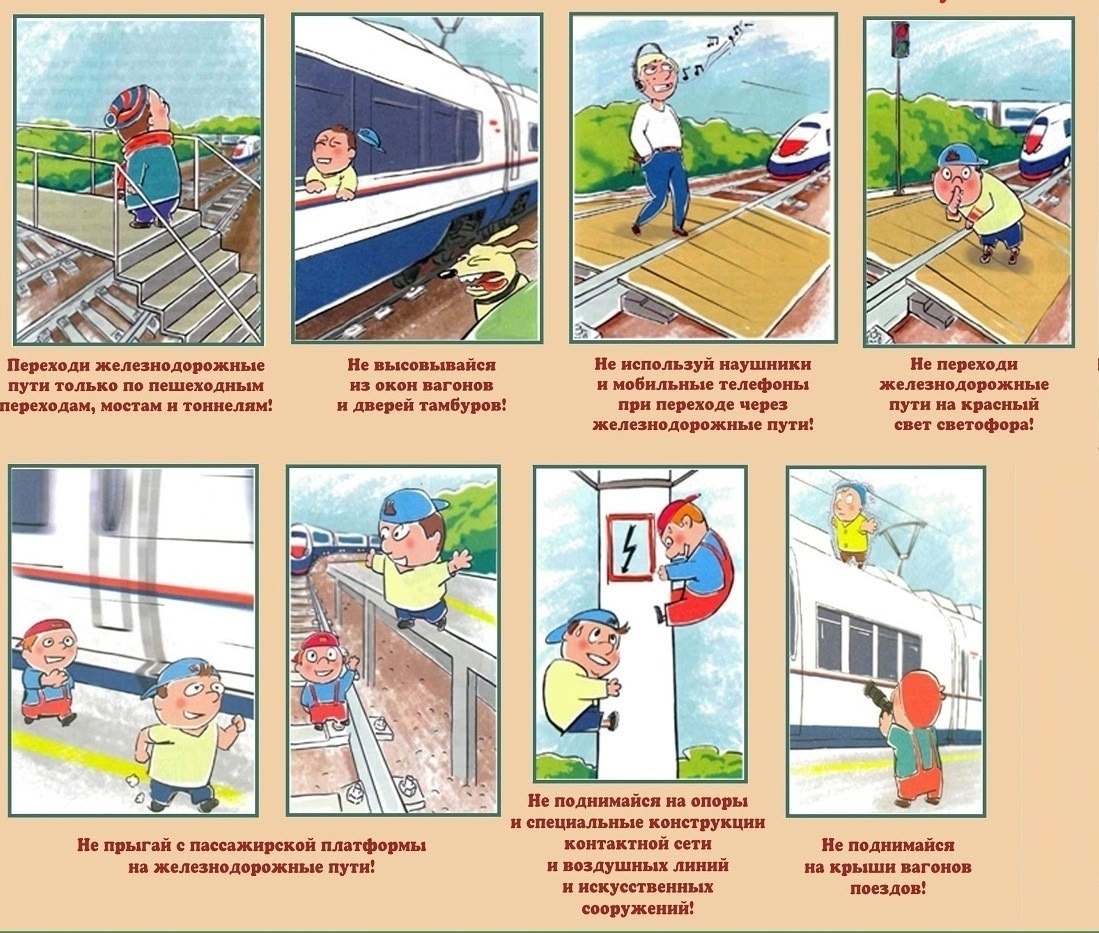 Переходи железнодорожные
пути только по пешеходным
переходам, мостам и тоннелям!
Не высовывайся
из окон вагонов
и дверей тамбуров!
Не используй наушники
и мобильные телефоны
при переходе через
железнодорожные пути!
Не переходи
железнодорожные
пути на красный
свет светофора!
Не прыгай с пассажирской платформы
на железнодорожные пути!
Не поднимайся на опоры
и специальные конструкции
контактной сети
и воздушных линий
и искусственных
сооружений!
Не поднимайся
на крыши вагонов
поездов!